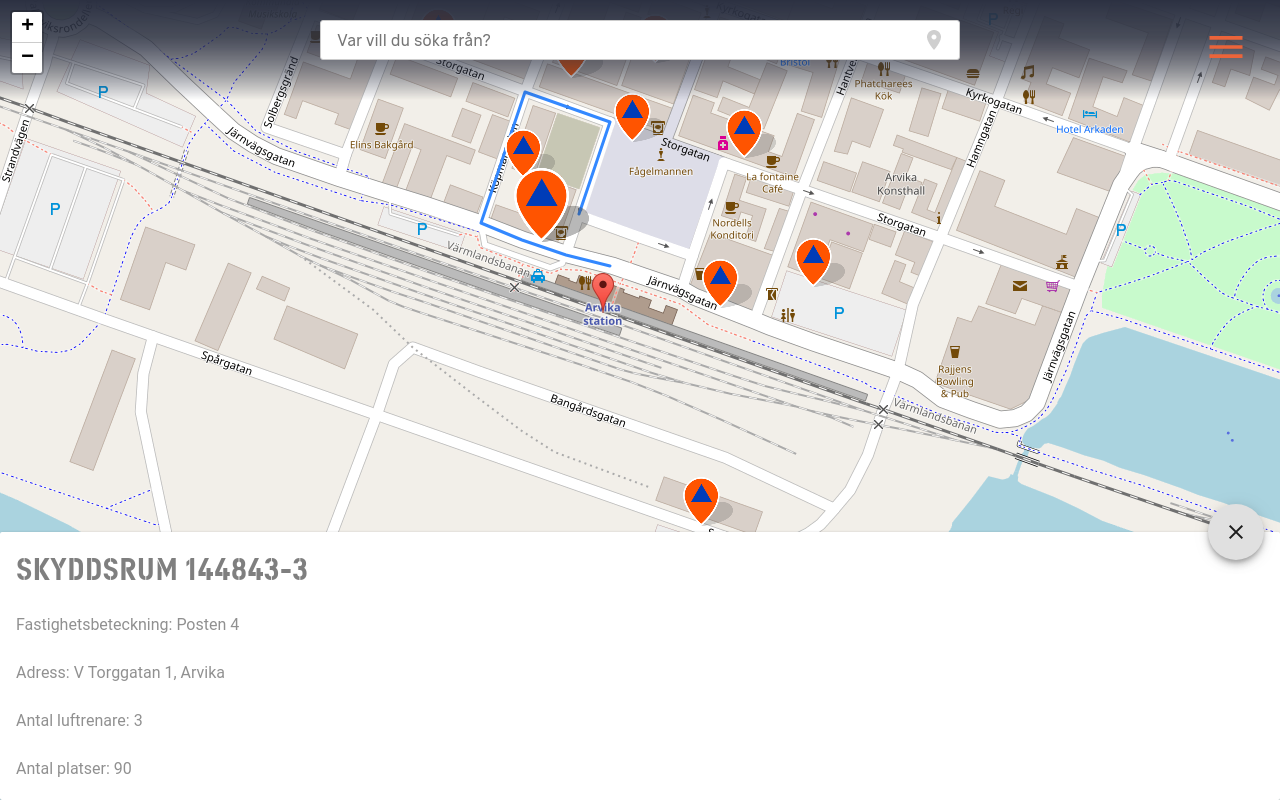 +
−
Var vill du söka från?
Storgatan
Bristol
Phatcharees
Kök
Kyrkogatan
Hotel Arkaden
P
P
Solbergsgrand
Strandvägen
Järnvägsgatan
Elins Bakgård
Storgatan
Fågelmannen
La fontaine
Café
Arvika
Konsthall
Hamngatan
P
Nordells
Konditori
Storgatan
P
P
Värmlandsbanan
Järnvägsgatan
Arvika
station
P
Spårgatan
Bangårdsgatan
Rajjens
Bowling
& Pub
Järnvägsgatan
Värmlandsbanan
SKYDDSRUM 144843-3
Fastighetsbeteckning: Posten 4
Adress: V Torggatan 1, Arvika
Antal luftrenare: 3
Antal platser: 90